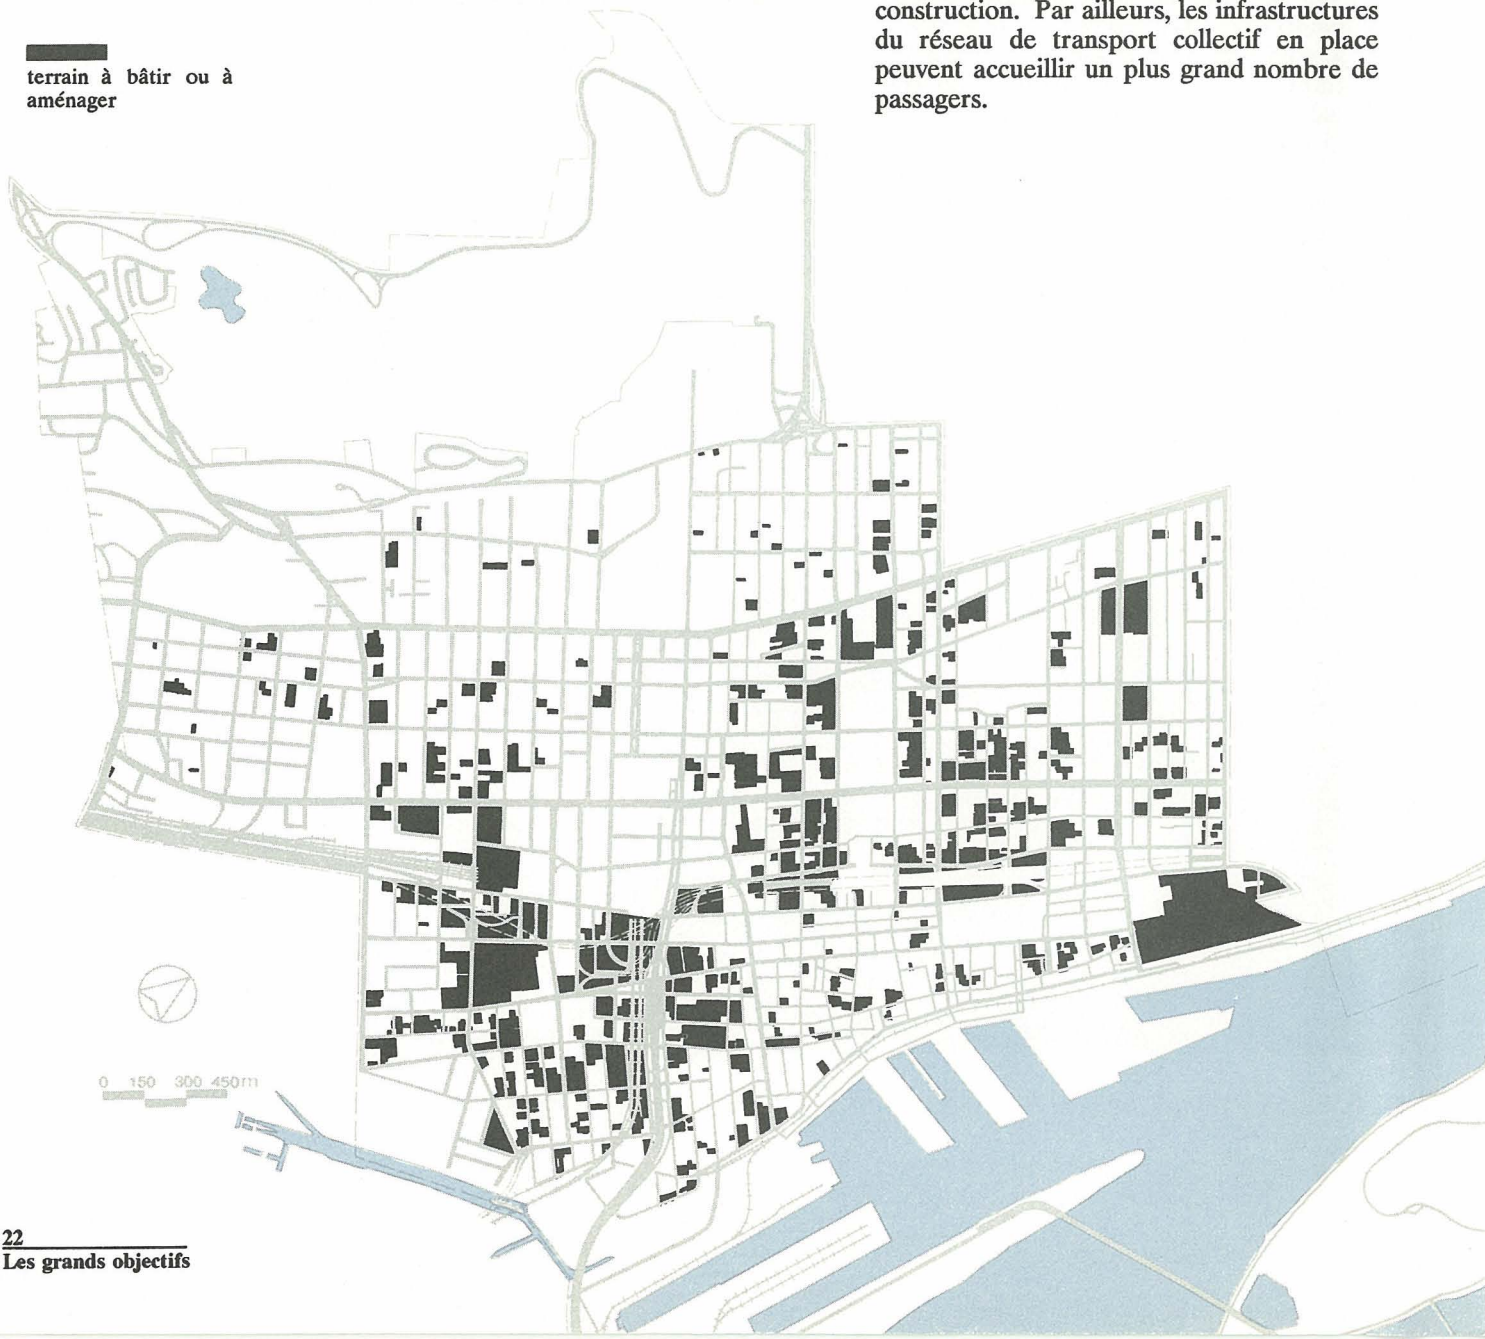 construction. Par ailleurs, les infrastructures
du réseau de transport collectif en place
peuvent accueillir un plus grand nombre de
passagers.
terrain à bâtir ou à
aménager
0 150 300 450m
22
Les grands objectifs